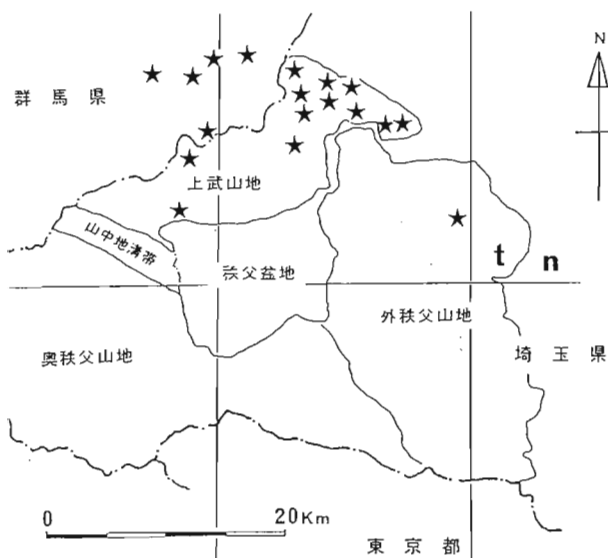 N
群馬県
上武山地
山中地溝帯
秩父盆地
t n
外秩父山地
奥秩父山地
埼玉県
0 20Km
東京都